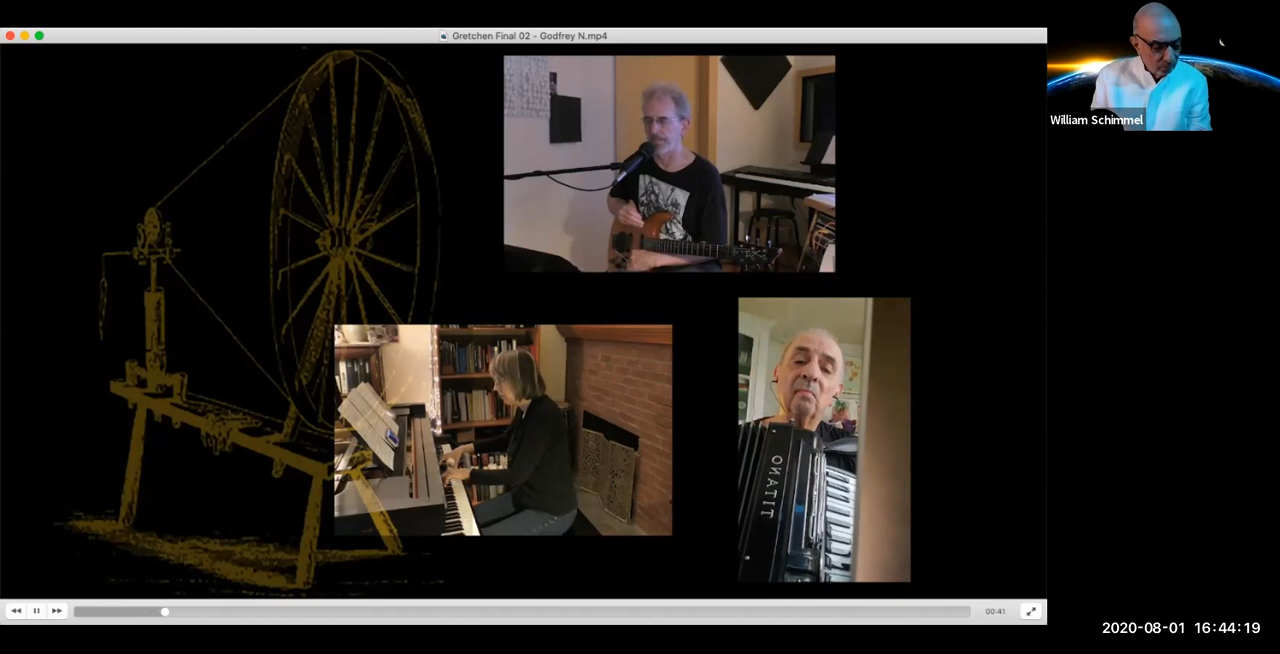 Gretchen Final 02 - Godfrey N.mp4
William Schimmel
TITANO
00:41
2020-08-01 16:44:19